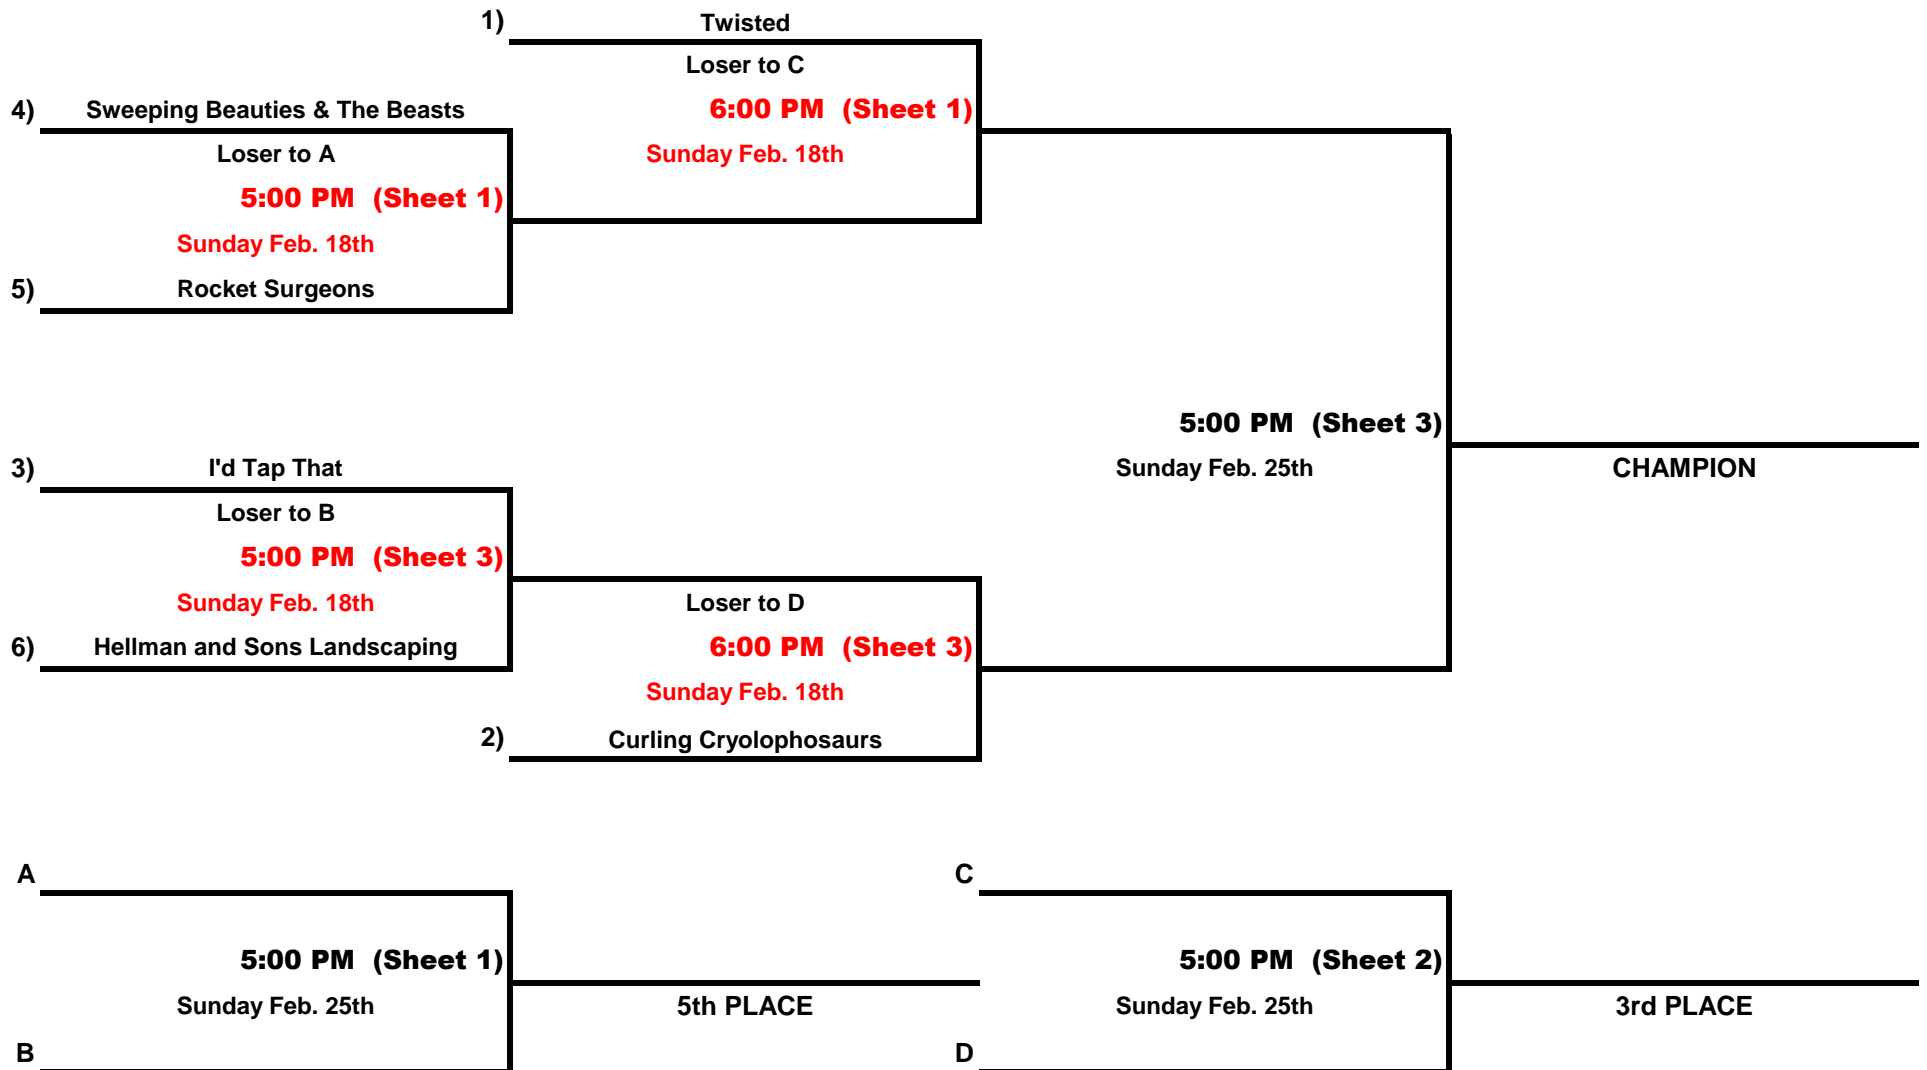 1) Twisted
Loser to C
4) Sweeping Beauties & The Beasts
6:00 PM (Sheet 1)
Loser to A
Sunday Feb. 18th
5:00 PM (Sheet 1)
Sunday Feb. 18th
5) Rocket Surgeons
5:00 PM (Sheet 3)
3) I'd Tap That
Sunday Feb. 25th
CHAMPION
Loser to B
5:00 PM (Sheet 3)
Sunday Feb. 18th
Loser to D
6) Hellman and Sons Landscaping
6:00 PM (Sheet 3)
Sunday Feb. 18th
2) Curling Cryolophosaurs
A
C
5:00 PM (Sheet 1)
5:00 PM (Sheet 2)
Sunday Feb. 25th
5th PLACE
Sunday Feb. 25th
3rd PLACE
B
D